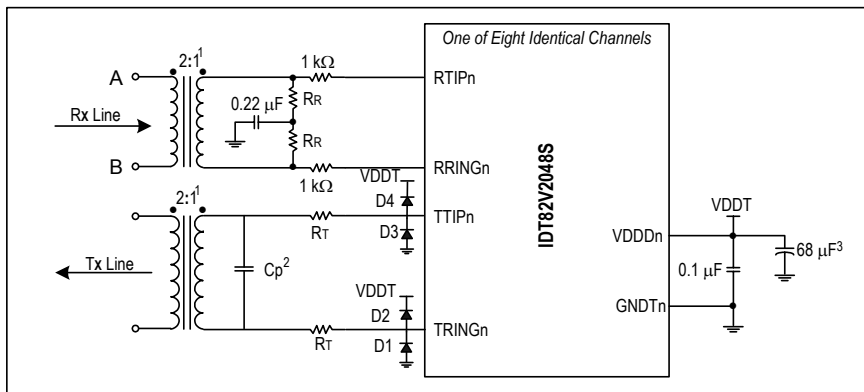 One of Eight Identical Channels
2:1¹
1 kΩ
A
RTIPn
RR
0.22 µF
Rx Line
RR
B
RRINGn
1 kΩ
VDDT
2:1¹
D4
TTIPn
RT
D3
IDT82V2048S
VDDT
VDDDn
68 µF³
0.1 µF
Tx Line
Cp²
VDDT
GNDTn
D2
TRINGn
RT
D1